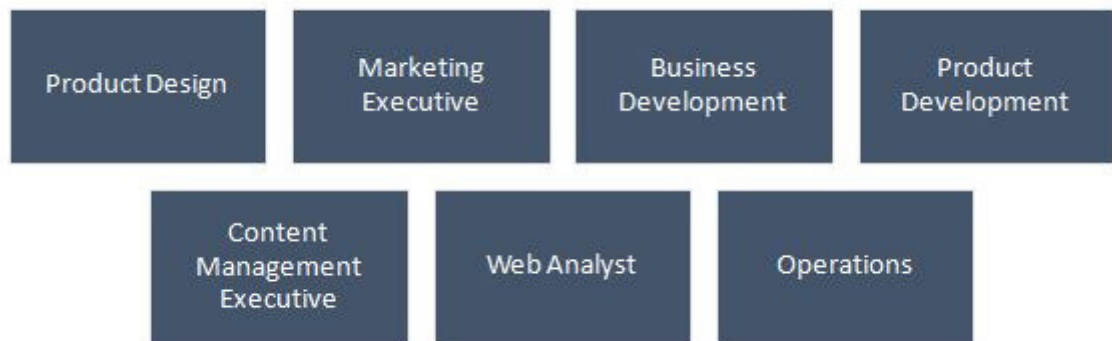 Product Design
Marketing
Executive
Business
Development
Product
Development
Content
Management
Executive
Web Analyst
Operations